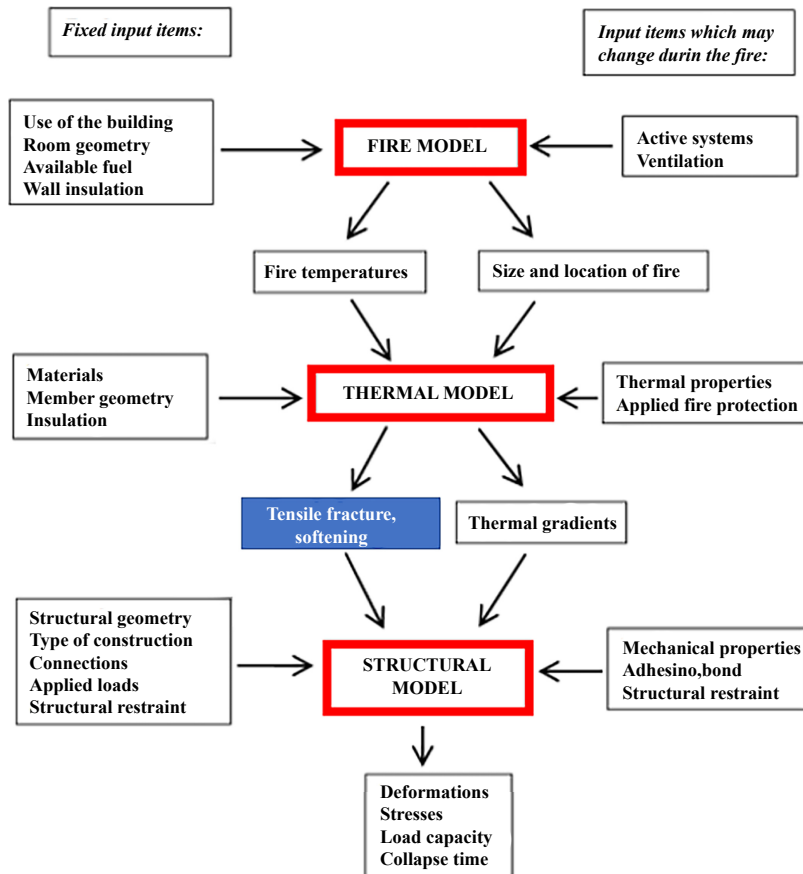 Fixed input items:
Input items which may
change durin the fire:
Use of the building
Room geometry
Available fuel
Wall insulation
FIRE MODEL
Active systems
Ventilation
Fire temperatures
Size and location of fire
Materials
Member geometry
Insulation
THERMAL MODEL
Thermal properties
Applied fire protection
Tensile fracture,
softening
Thermal gradients
Structural geometry
Type of construction
Connections
Applied loads
Structural restraint
STRUCTURAL
MODEL
Mechanical properties
Adhesino,bond
Structural restraint
Deformations
Stresses
Load capacity
Collapse time